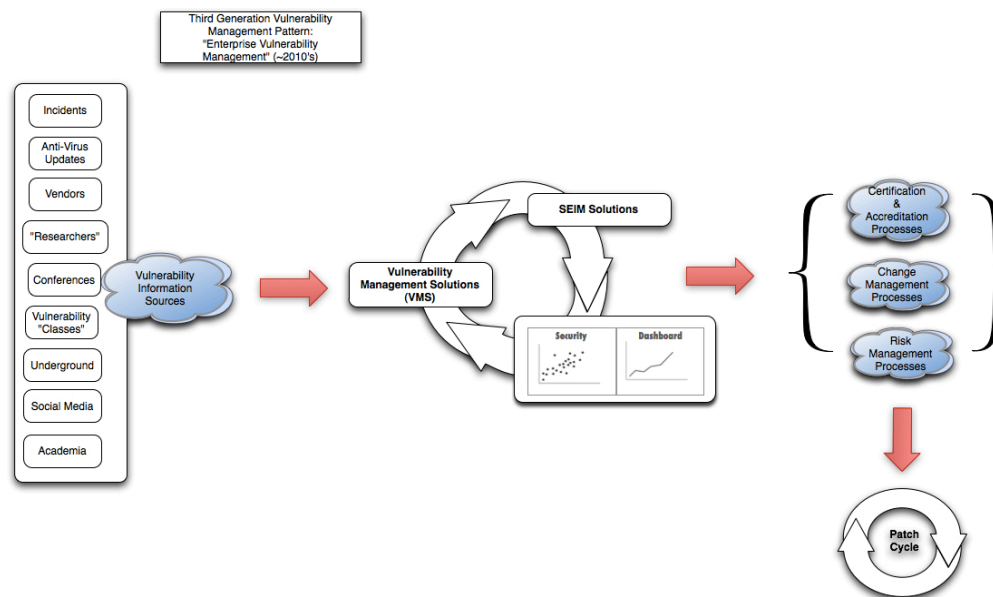 Third Generation Vulnerability
Management Pattern:
"Enterprise Vulnerability
Management" (~2010's)
Incidents
Anti-Virus
Updates
Vendors
"Researchers"
Conferences
Vulnerability
"Classes"
Underground
Social Media
Academia
Vulnerability
Information
Sources
SEIM Solutions
Vulnerability
Management Solutions
(VMS)
Security
Dashboard
Certification
&
Accreditation
Processes
Change
Management
Processes
Risk
Management
Processes
Patch
Cycle